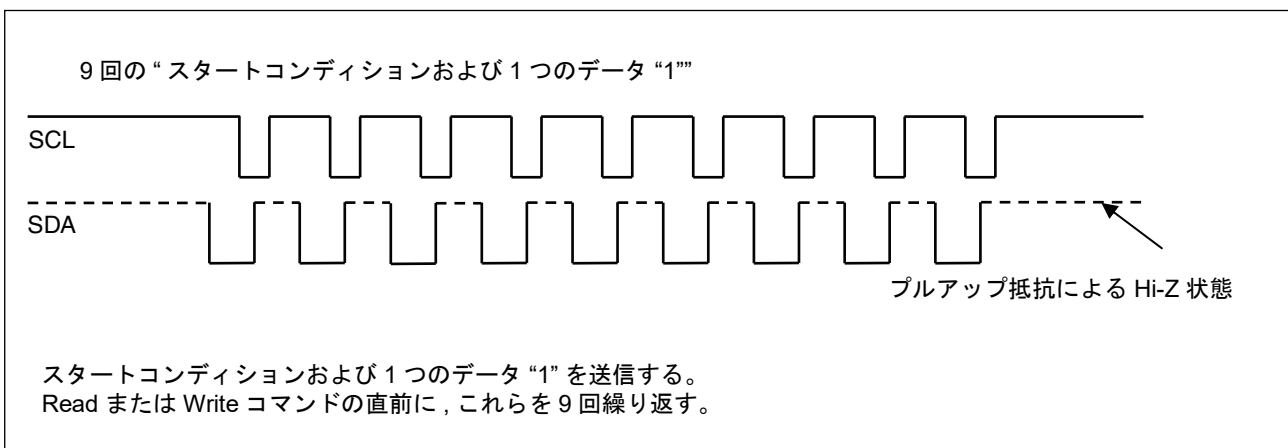 9 回の “ スタートコンディションおよび 1 つのデータ “1””
SCL
SDA
プルアップ抵抗による Hi-Z 状態
スタートコンディションおよび 1 つのデータ “1” を送信する。
Read または Write コマンドの直前に , これらを 9 回繰り返す。